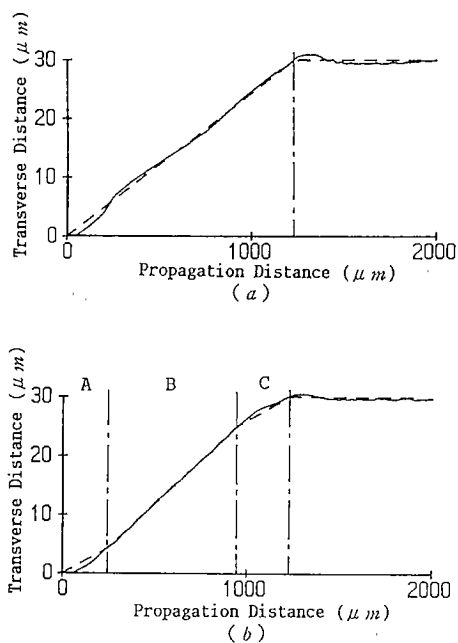 Transverse Distance (μm)
30
20
10
0
0
1000
2000
Propagation Distance (μm)
(a)
A
B
C
Transverse Distance (μm)
30
20
10
0
0
1000
2000
Propagation Distance (μm)
(b)